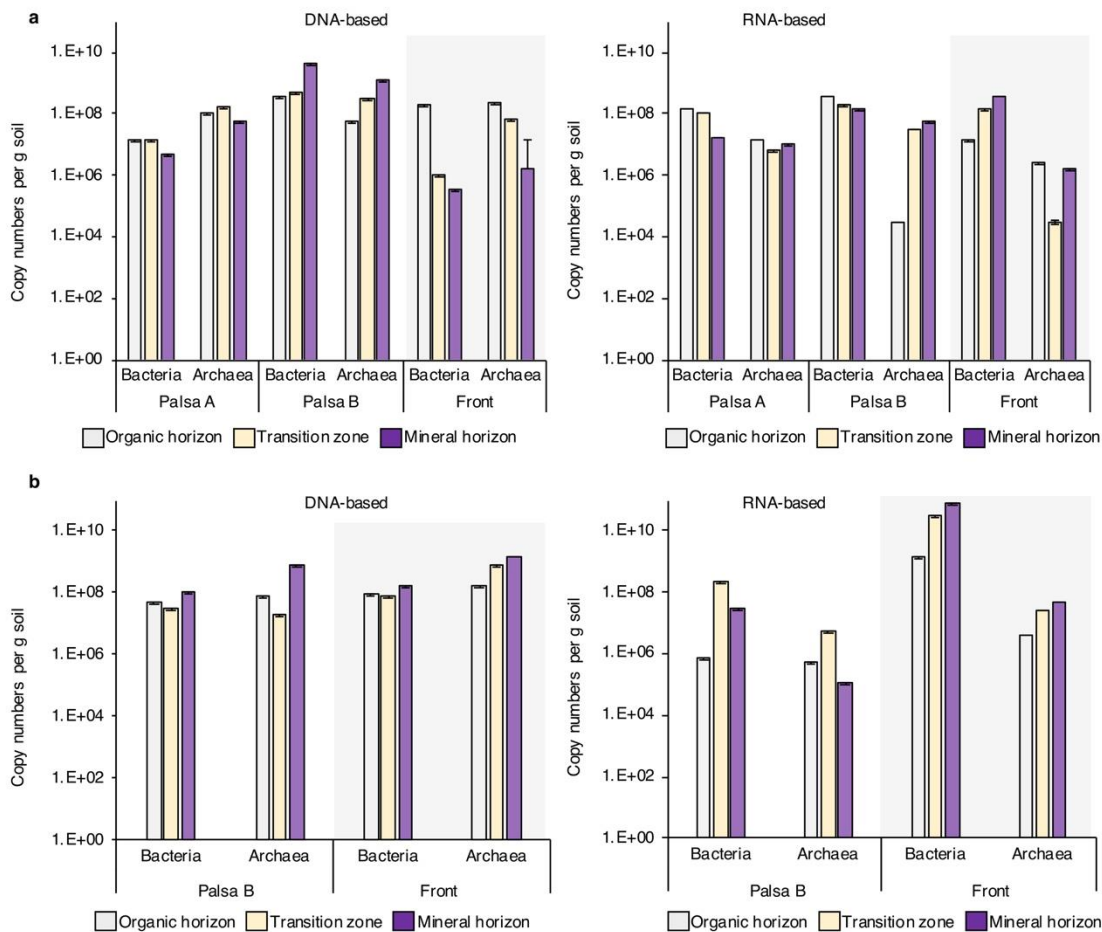 a
DNA-based
Copy numbers per g soil
1.E+10
1.E+08
1.E+06
1.E+04
1.E+02
1.E+00
Bacteria Archaea Bacteria Archaea Bacteria Archaea
Palsa A Palsa B Front
Organic horizon Transition zone Mineral horizon
RNA-based
Copy numbers per g soil
1.E+10
1.E+08
1.E+06
1.E+04
1.E+02
1.E+00
Bacteria Archaea Bacteria Archaea Bacteria Archaea
Palsa A Palsa B Front
Organic horizon Transition zone Mineral horizon
b
DNA-based
Copy numbers per g soil
1.E+10
1.E+08
1.E+06
1.E+04
1.E+02
1.E+00
Bacteria Archaea Bacteria Archaea
Palsa B Front
Organic horizon Transition zone Mineral horizon
RNA-based
Copy numbers per g soil
1.E+10
1.E+08
1.E+06
1.E+04
1.E+02
1.E+00
Bacteria Archaea Bacteria Archaea
Palsa B Front
Organic horizon Transition zone Mineral horizon